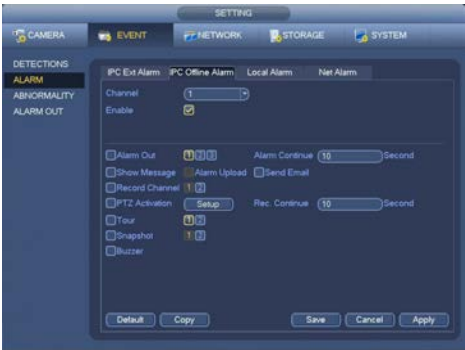 SETTING
CAMERA EVENT NETWORK STORAGE SYSTEM
DETECTIONS
ALARM
ABNORMALITY
ALARM OUT
IPC Ext Alarm IPC Offline Alarm Local Alarm Net Alarm
Channel 1
Enable
Alarm Out 1 2 3 Alarm Continue 10 Second
Show Message Alarm Upload Send Email
Record Channel 1 2
PTZ Activation Setup Rec. Continue 10 Second
Tour 1 2
Snapshot 1 2
Buzzer
Default Copy Save Cancel Apply